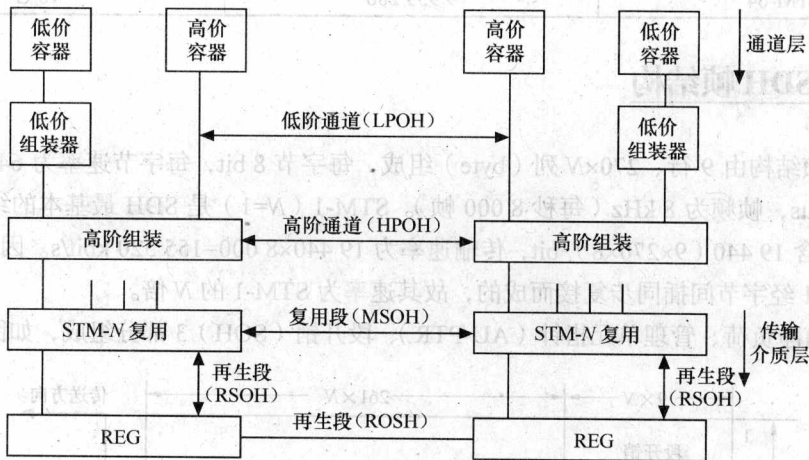 低价
容器
高价
容器
高价
容器
低价
容器
通道层
低价
组装器
低阶通道(LPOH)
低价
组装器
高阶组装
高阶通道(HPOH)
高阶组装
STM-N 复用
复用段(MSOH)
STM-N 复用
传输
介质层
再生段
(RSOH)
再生段
(RSOH)
REG
再生段(ROSH)
REG